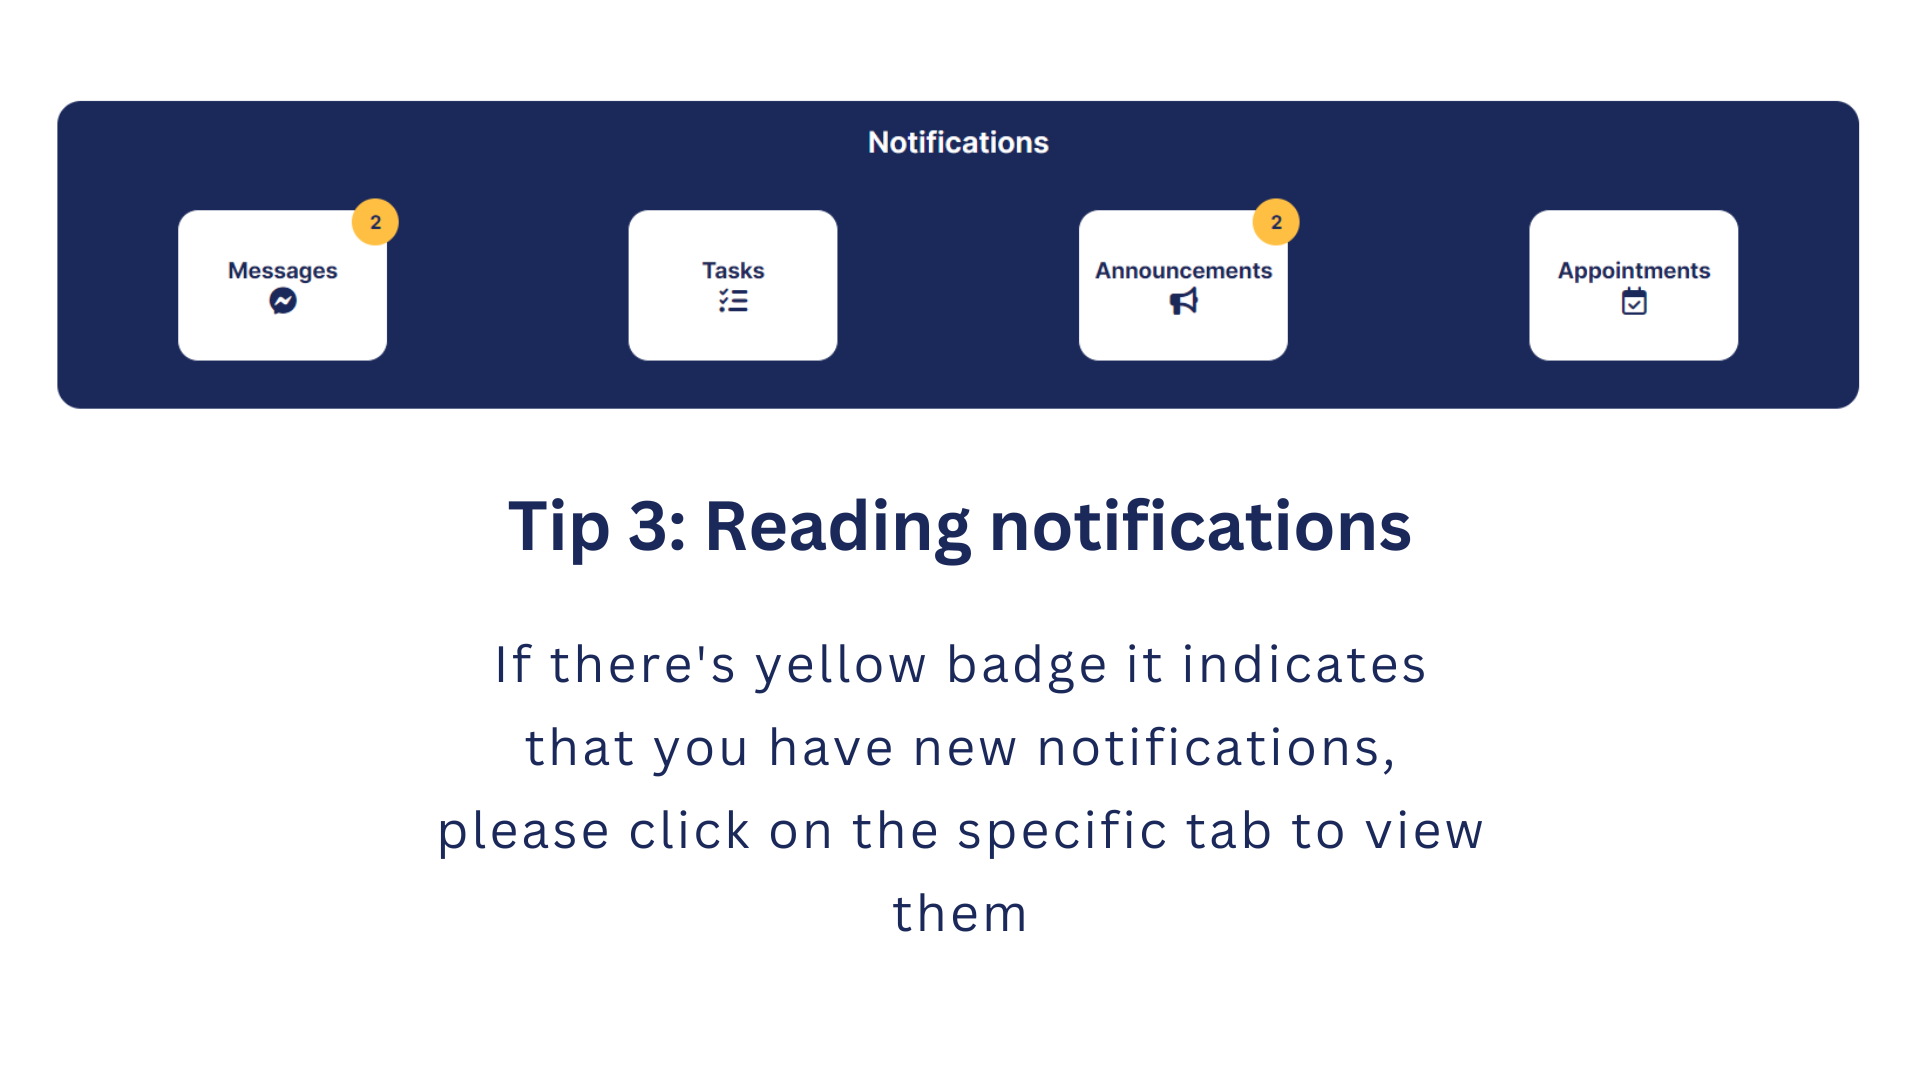 Notifications
2
2
Messages
Tasks
Announcements
Appointments
Tip 3: Reading notifications
If there's yellow badge it indicates
that you have new notifications,
please click on the specific tab to view
them